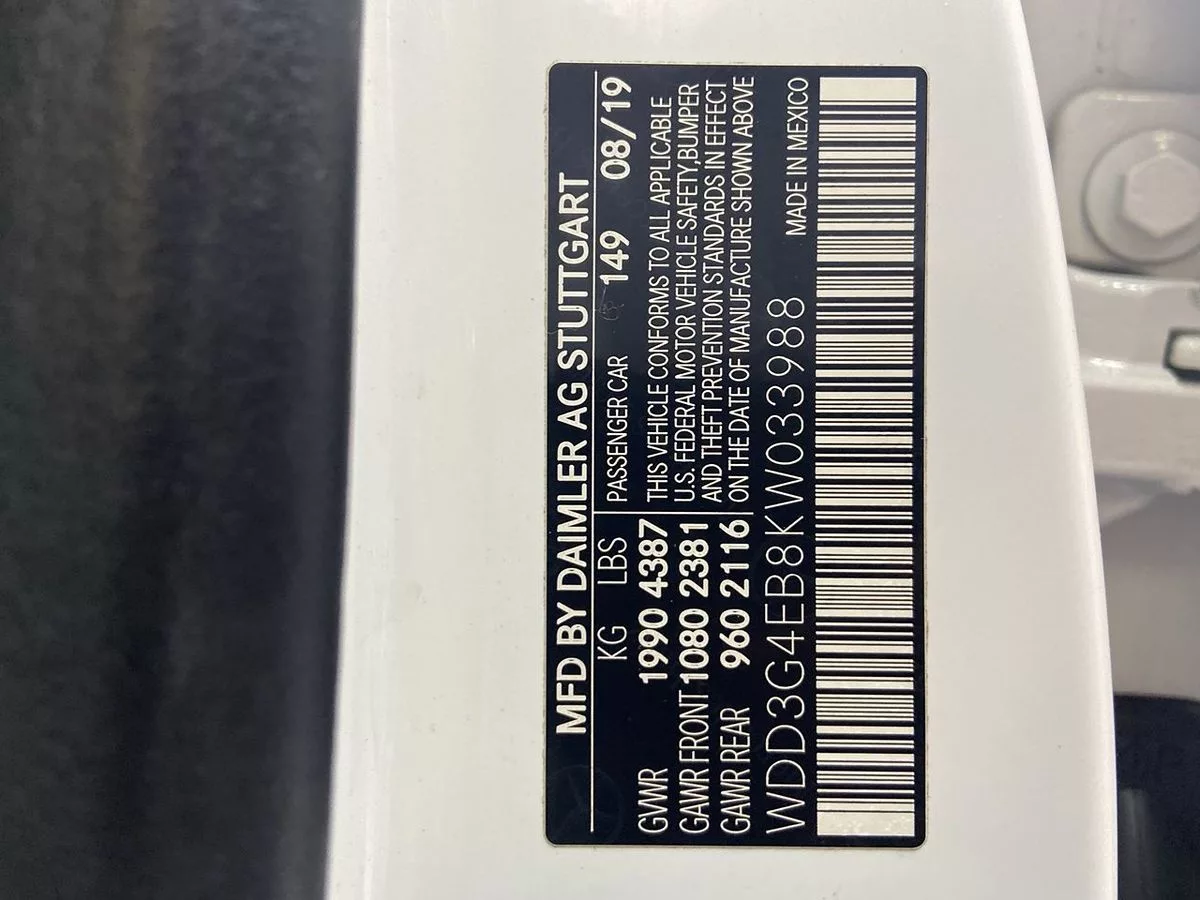 MFD BY DAIMLER AG STUTTGART
KG LBS
GVWR 1990 4387
GAWR FRONT 1080 2381
GAWR REAR 960 2116
PASSENGER CAR 149 08/19
THIS VEHICLE CONFORMS TO ALL APPLICABLE
U.S. FEDERAL MOTOR VEHICLE SAFETY,BUMPER
AND THEFT PREVENTION STANDARDS IN EFFECT
ON THE DATE OF MANUFACTURE SHOWN ABOVE
WDD3G4EB8KW033988 MADE IN MEXICO